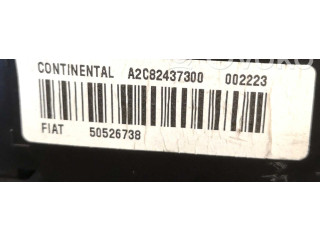 CONTINENTAL A2C82437300 002223
FIAT 50526738